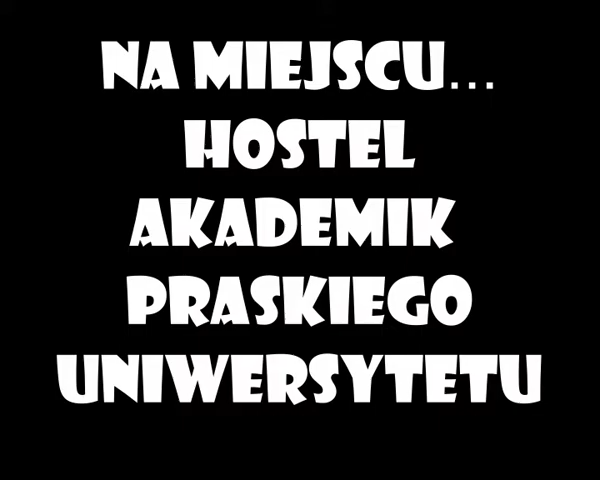 NA MIEJSCU...
HOSTEL
AKADEMIK
PRASKIEGO
UNIWERSYTETU